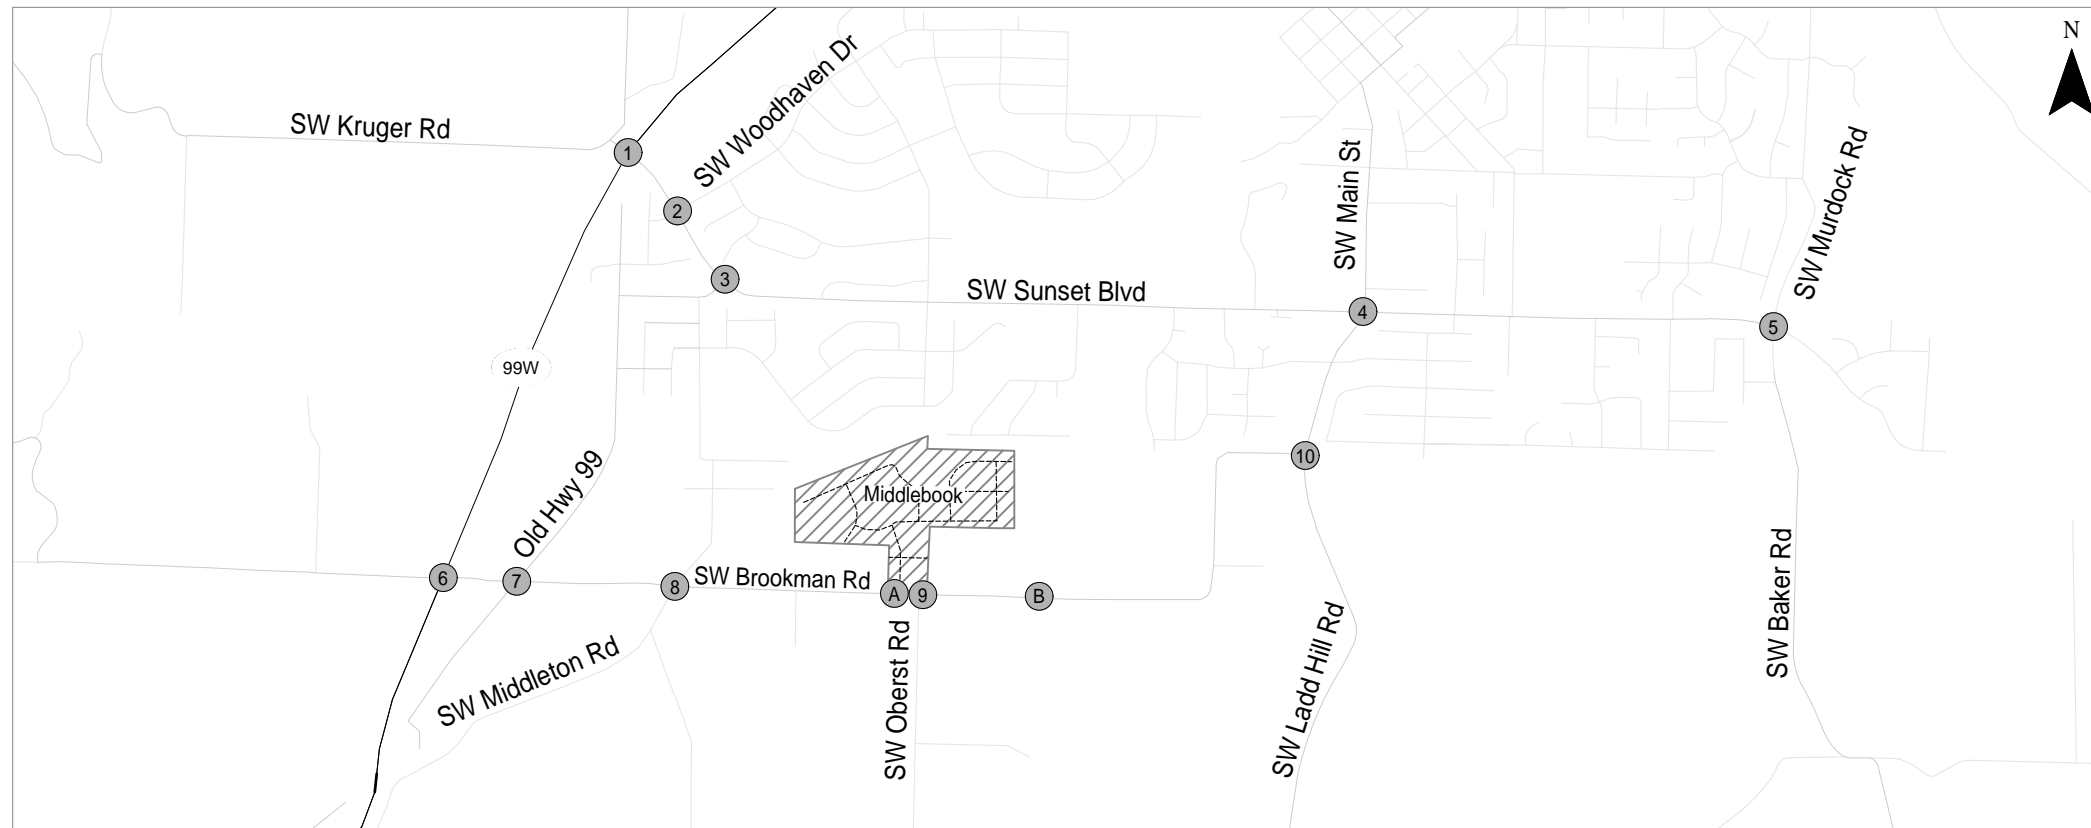 N
SW Kruger Rd
SW Woodhaven Dr
1
2
3
SW Sunset Blvd
SW Main St
4
SW Murdock Rd
5
99W
Old Hwy 99
Middlebook
10
6
7
8
SW Brookman Rd
A
9
B
SW Middleton Rd
SW Oberst Rd
SW Ladd Hill Rd
SW Baker Rd